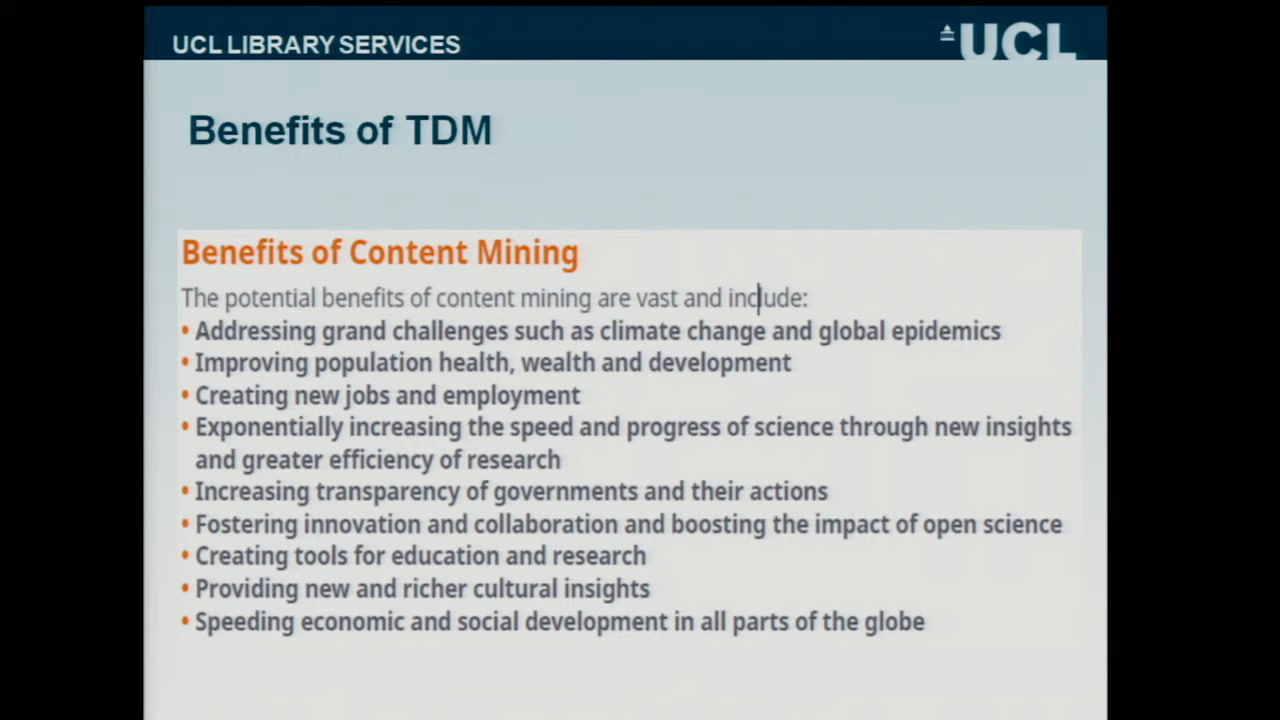 UCL LIBRARY SERVICES
UCL
Benefits of TDM
Benefits of Content Mining
The potential benefits of content mining are vast and include:
• Addressing grand challenges such as climate change and global epidemics
• Improving population health, wealth and development
• Creating new jobs and employment
• Exponentially increasing the speed and progress of science through new insights
and greater efficiency of research
• Increasing transparency of governments and their actions
• Fostering innovation and collaboration and boosting the impact of open science
• Creating tools for education and research
• Providing new and richer cultural insights
• Speeding economic and social development in all parts of the globe